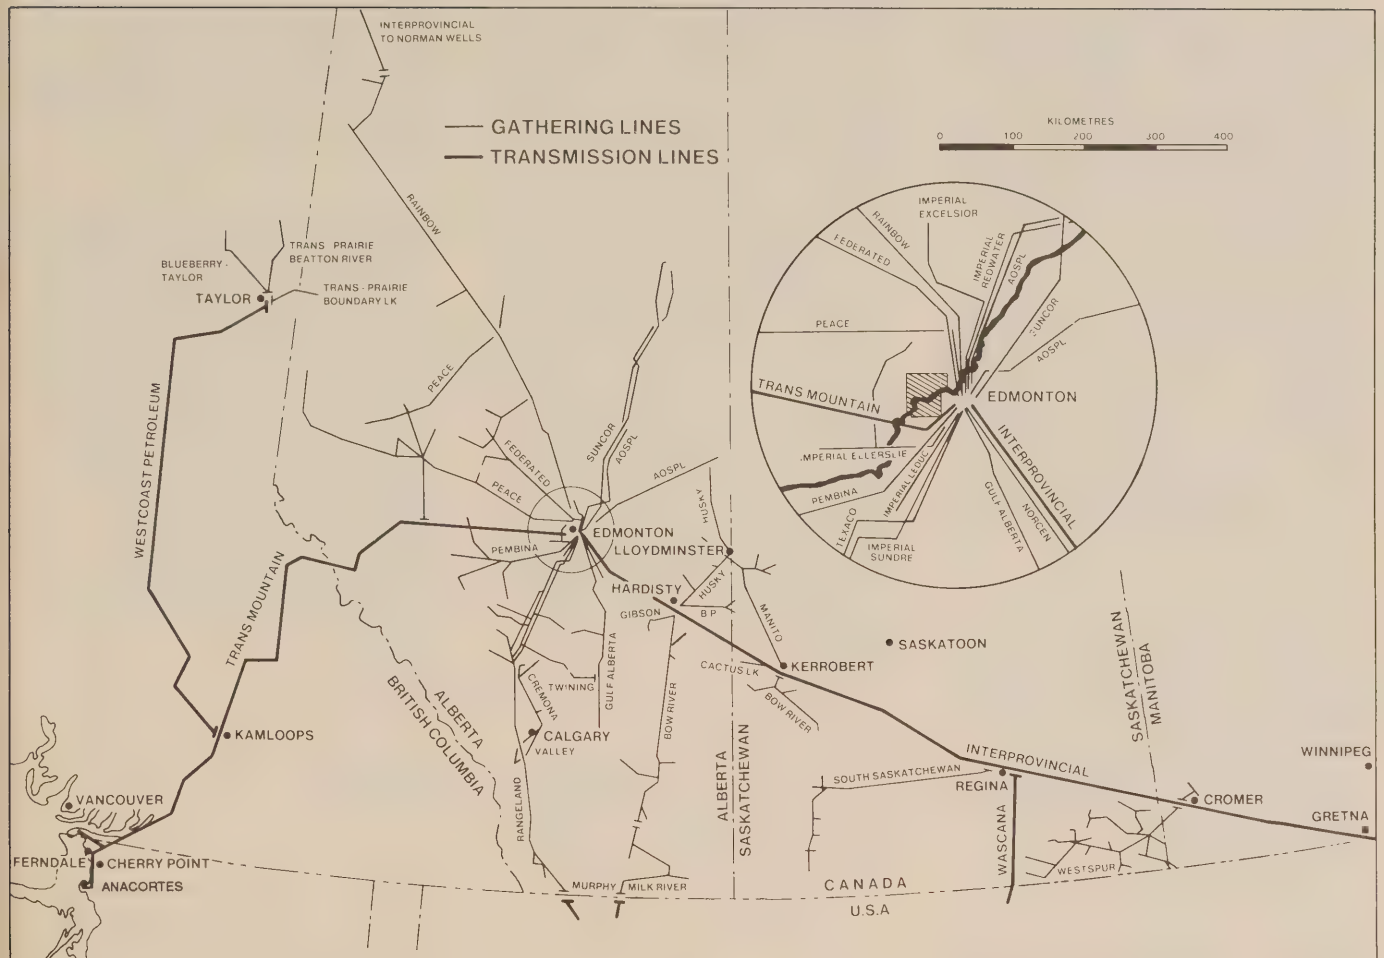 INTERPROVINCIAL
TO NORMAN WELLS
GATHERING LINES
TRANSMISSION LINES
KILOMETRES
0 100 200 300 400
RAINBOW
TRANS PRAIRIE
BEATTON RIVER
BLUEBERRY-
TAYLOR
TAYLOR
TRANS-PRAIRIE
BOUNDARY LK
PEACE
WESTCOAST PETROLEUM
FEDERATED
PEACE
SUNCOR
AOSPL
AOSPL
HUSKY
EDMONTON
LLOYDMINSTER
PEMBINA
HARDISTY
HUSKY
GIBSON
B.P
MANITO
TRANS MOUNTAIN
IMPERIAL
EXCELSIOR
RAINBOW
FEDERATED
IMPERIAL
REDWATER
AOSPL
PEACE
SUNCOR
AOSPL
TRANS MOUNTAIN
EDMONTON
IMPERIAL ELLERSLIE
INTERPROVINCIAL
PEMBINA
IMPERIAL LEDUC
GULF ALBERTA
NORCEN
TEXACO
IMPERIAL
SUNDRE
SASKATOON
KERROBERT
CACTUS LK
BOW RIVER
GULF ALBERTA
TWINING
CREMONA
BOW RIVER
ALBERTA
BRITISH COLUMBIA
CALGARY
VALLEY
KAMLOOPS
RANGELAND
ALBERTA
SASKATCHEWAN
SASKATCHEWAN
MANITOBA
INTERPROVINCIAL
SOUTH SASKATCHEWAN
REGINA
WINNIPEG
CROMER
GRETNA
WASCANA
WESTSPUR
VANCOUVER
FERNDALE
CHERRY POINT
ANACORTES
MURPHY
MILK RIVER
CANADA
U.S.A